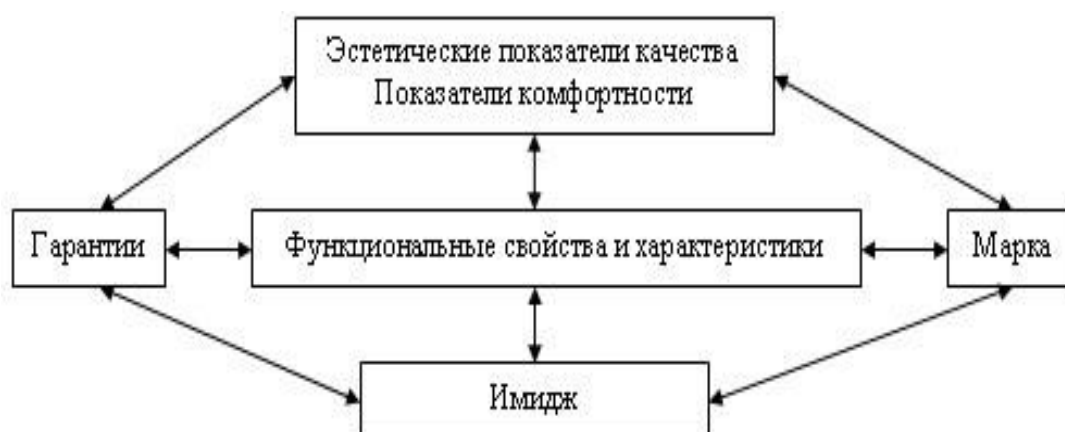 Эстетические показатели качества
Показатели комфортности
Гарантии
Функциональные свойства и характеристики
Марка
Имидж